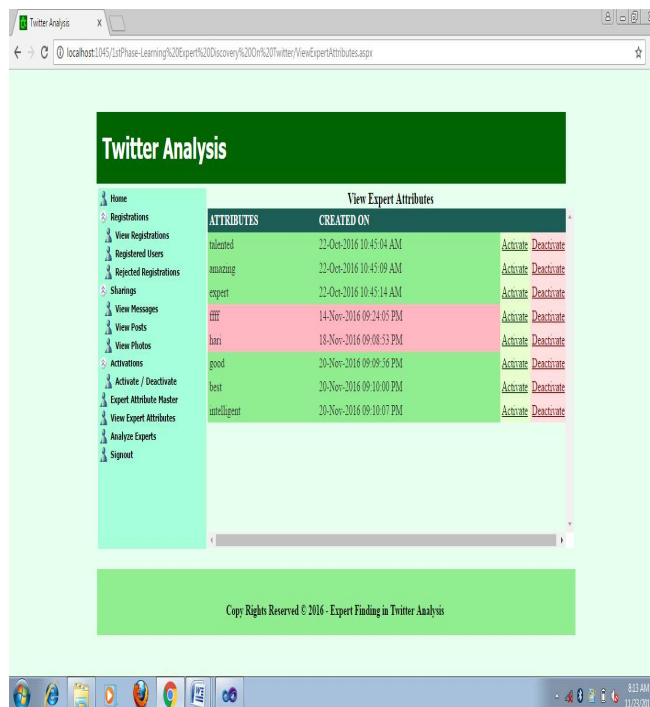 Twitter Analysis X
localhost:1045/1stPhase-Learning%20Expert%20Discovery%20On%20Twitter/ViewExpertAttributes.aspx
Twitter Analysis
Home
Registrations
View Registrations
Registered Users
Rejected Registrations
Sharings
View Messages
View Posts
View Photos
Activations
Activate / Deactivate
Expert Attribute Master
View Expert Attributes
Analyze Experts
Signout
View Expert Attributes
ATTRIBUTES CREATED ON
talented 22-Oct-2016 10:45:04 AM Activate Deactivate
amazing 22-Oct-2016 10:45:09 AM Activate Deactivate
expert 22-Oct-2016 10:45:14 AM Activate Deactivate
ffff 14-Nov-2016 09:24:05 PM Activate Deactivate
hari 18-Nov-2016 09:08:53 PM Activate Deactivate
good 20-Nov-2016 09:09:56 PM Activate Deactivate
best 20-Nov-2016 09:10:00 PM Activate Deactivate
intelligent 20-Nov-2016 09:10:07 PM Activate Deactivate
Copy Rights Reserved © 2016 - Expert Finding in Twitter Analysis
8:13 AM